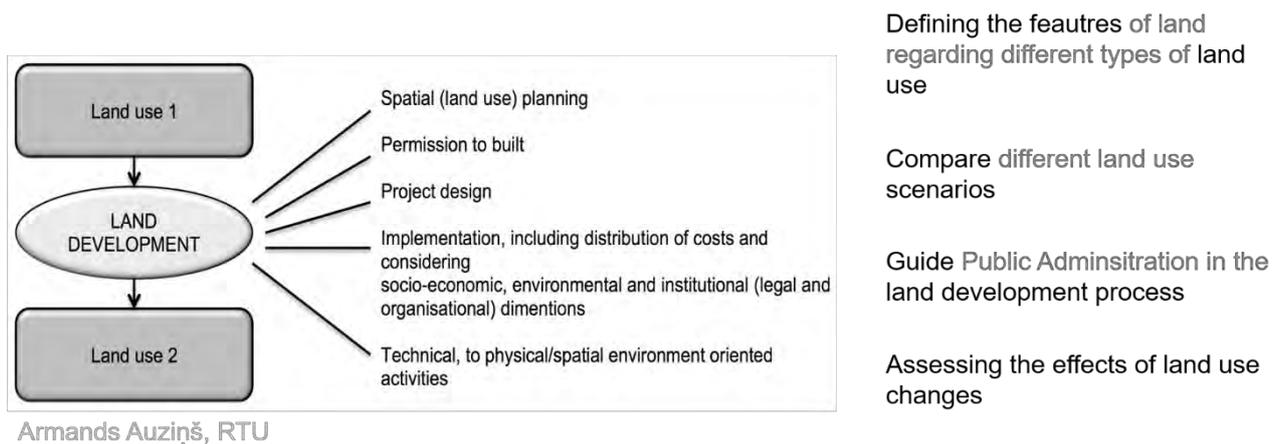 Land use 1
LAND
DEVELOPMENT
Land use 2
Spatial (land use) planning
Permission to built
Project design
Implementation, including distribution of costs and
considering
socio-economic, environmental and institutional (legal and
organisational) dimentions
Technical, to physical/spatial environment oriented
activities
Armands Auziņš, RTU
Defining the feautres of land
regarding different types of land
use
Compare different land use
scenarios
Guide Public Adminsitration in the
land development process
Assessing the effects of land use
changes